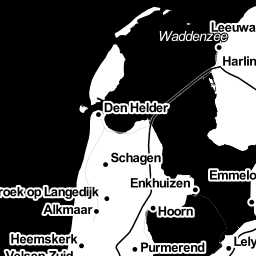 Leeuwa
Waddenzee
Harlin
Den Helder
Schagen
Emmelo
Enkhuizen
roek op Langedijk
Alkmaar
Hoorn
Heemskerk
Lely
Purmerend
Velsen-Zuid